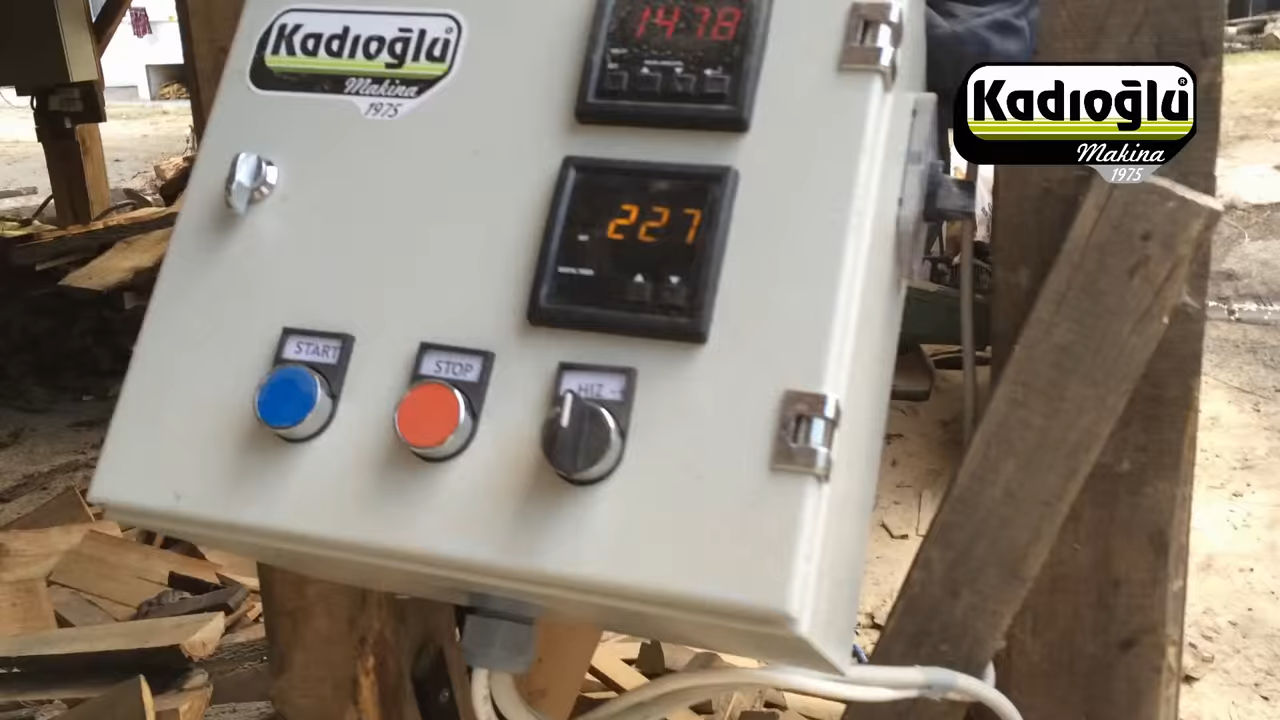 Kadıoğlu
Makina
1975
1478
227
START
STOP
HIZ
Kadıoğlu®
Makina
1975